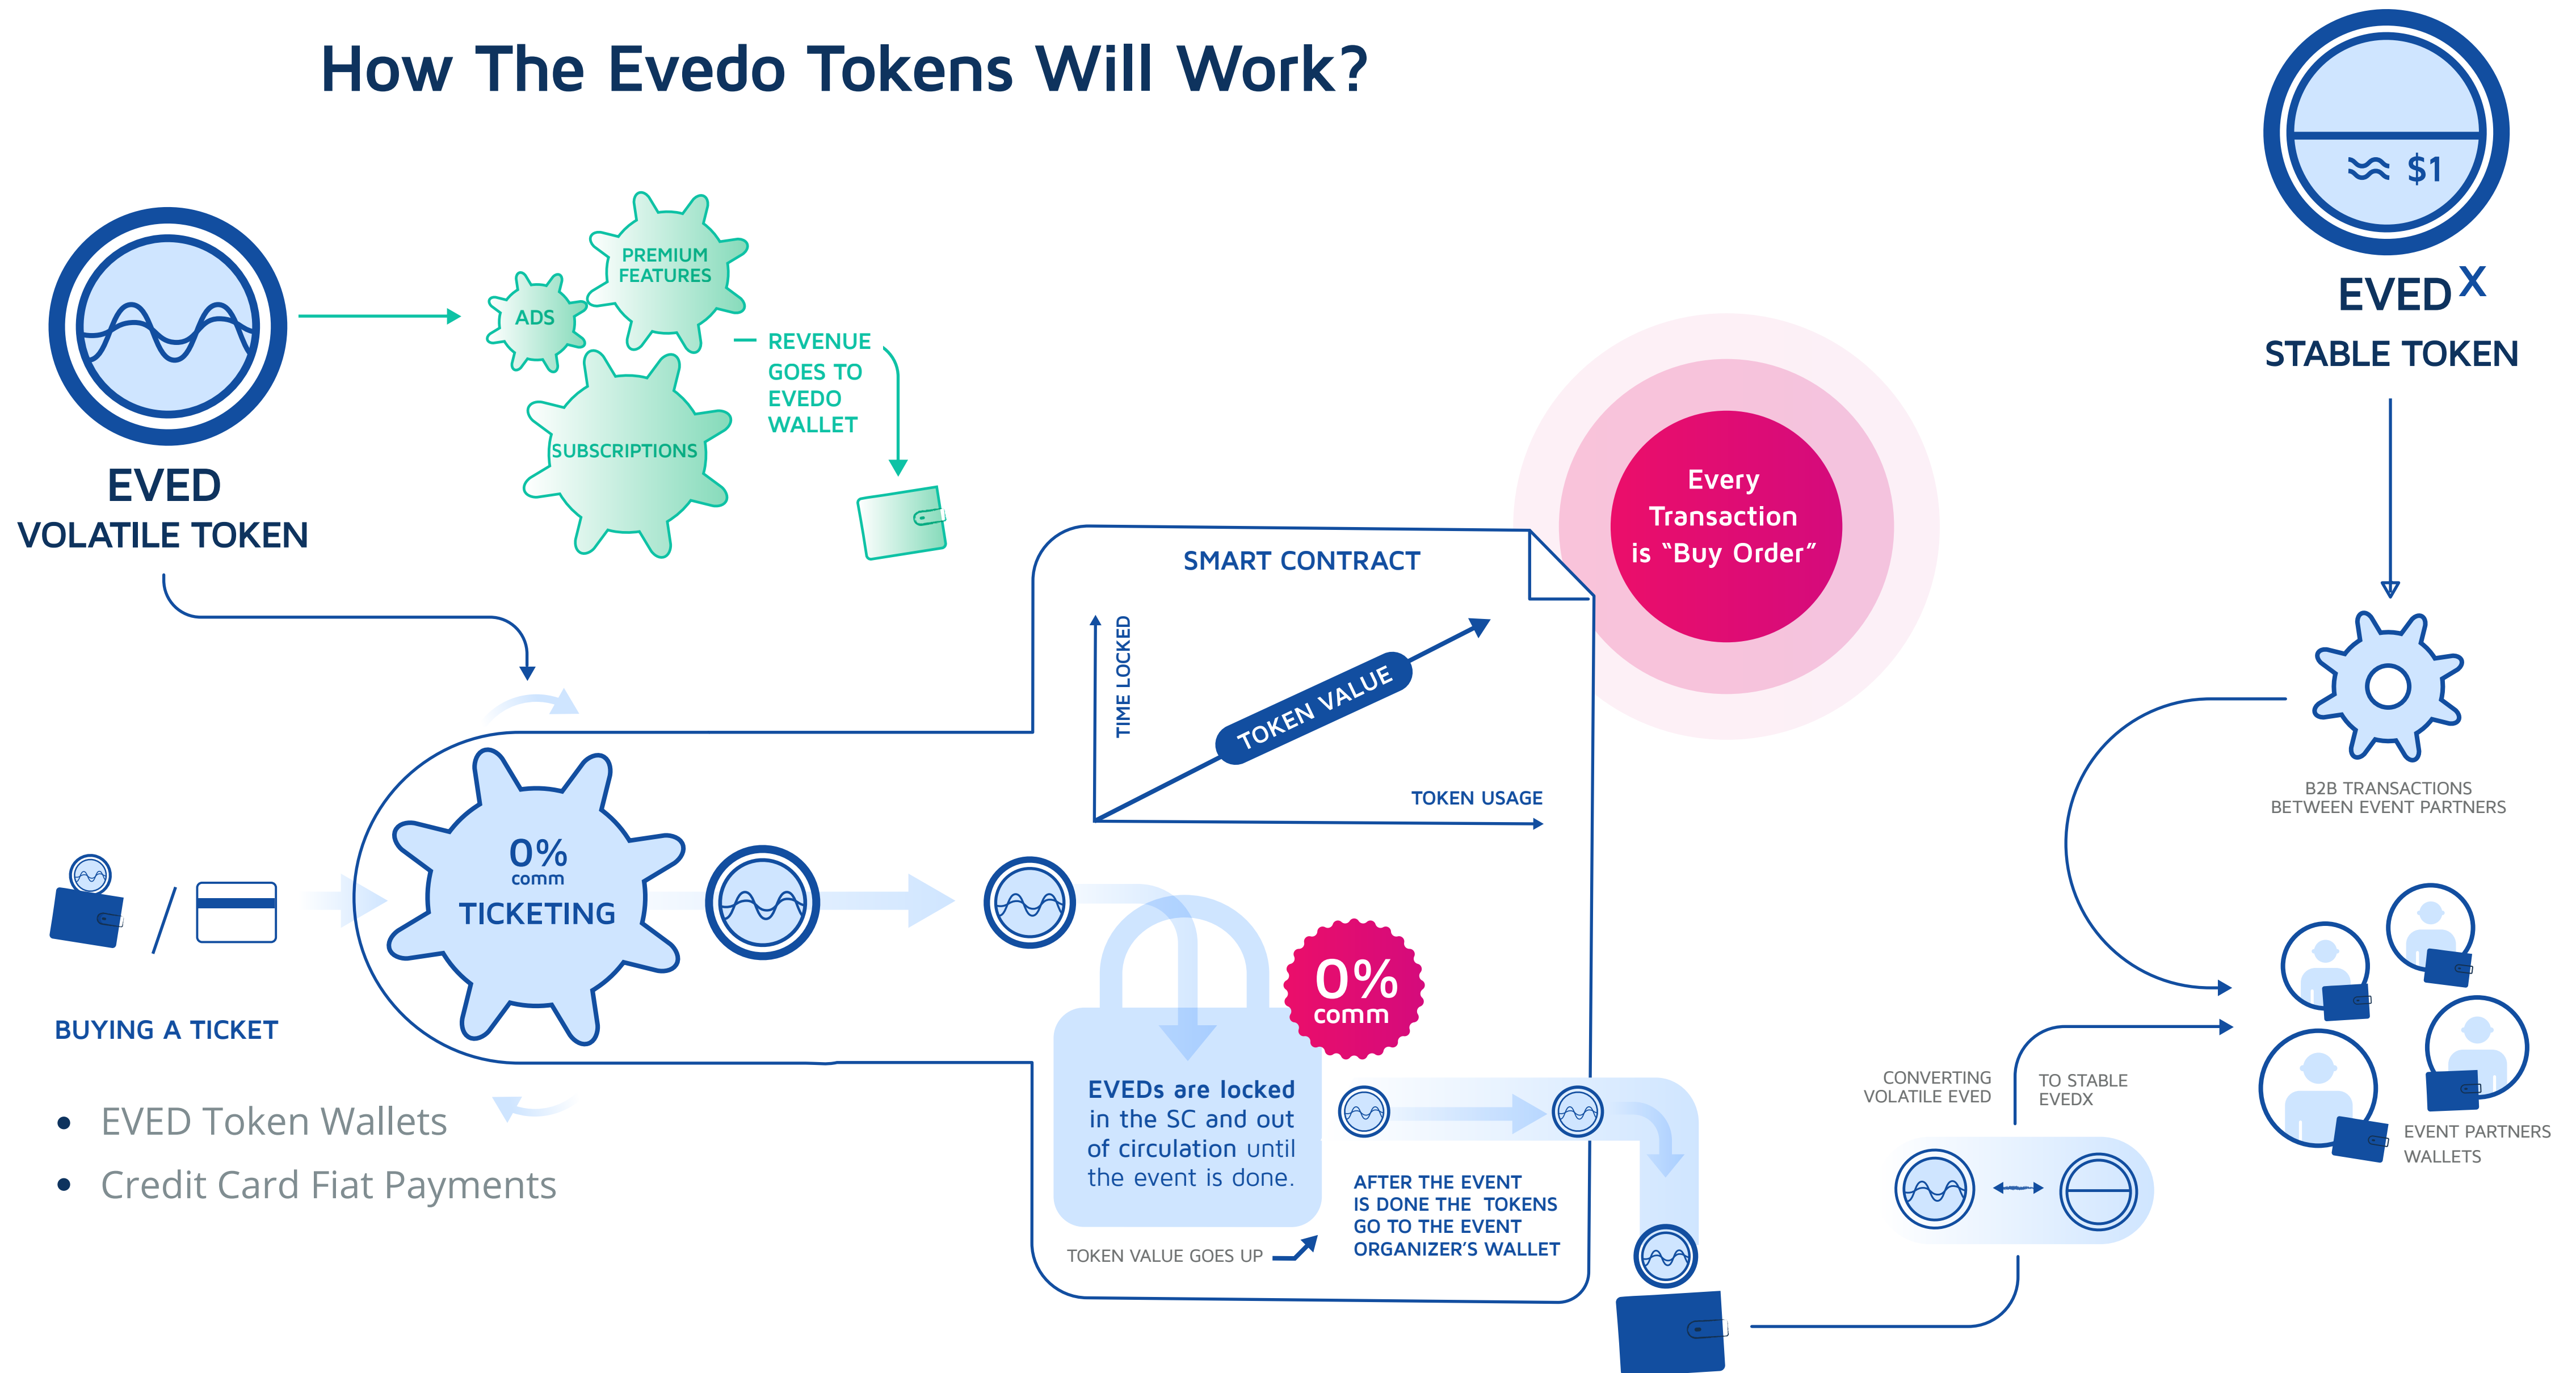 How The Evedo Tokens Will Work?
≈ $1
EVED X
STABLE TOKEN
EVED
VOLATILE TOKEN
PREMIUM
FEATURES
ADS
SUBSCRIPTIONS
REVENUE
GOES TO
EVEDO
WALLET
Every
Transaction
is “Buy Order”
SMART CONTRACT
TIME LOCKED
TOKEN VALUE
TOKEN USAGE
0%
comm
TICKETING
BUYING A TICKET
• EVED Token Wallets
• Credit Card Fiat Payments
0%
comm
EVEDs are locked
in the SC and out
of circulation until
the event is done.
TOKEN VALUE GOES UP
AFTER THE EVENT
IS DONE THE TOKENS
GO TO THE EVENT
ORGANIZER’S WALLET
B2B TRANSACTIONS
BETWEEN EVENT PARTNERS
CONVERTING
VOLATILE EVED
TO STABLE
EVEDX
EVENT PARTNERS
WALLETS